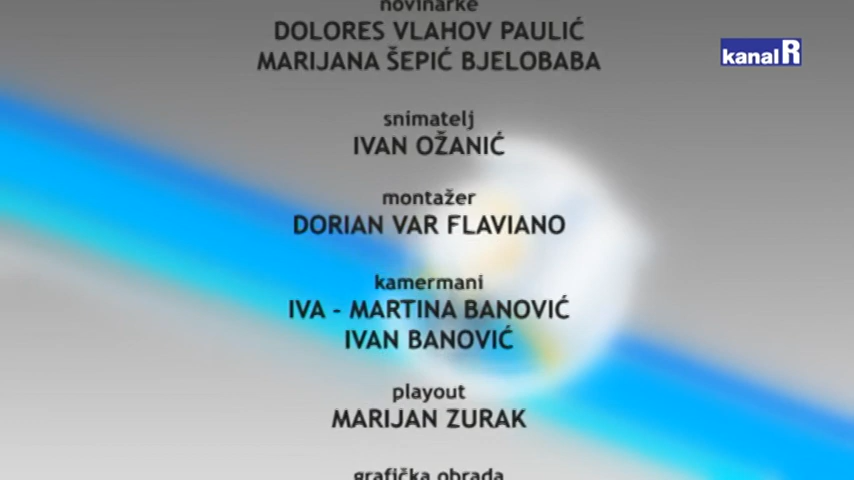 novinarke
DOLORES VLAHOV PAULIĆ
MARIJANA ŠEPIĆ BJELOBABA
kanal R
snimatelj
IVAN OŽANIĆ
montažer
DORIAN VAR FLAVIANO
kamermani
IVA - MARTINA BANOVIĆ
IVAN BANOVIĆ
playout
MARIJAN ZURAK
grafička obrada